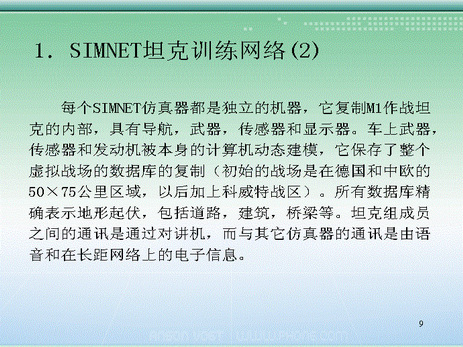 1. SIMNET坦克训练网络(2)
每个SIMNET仿真器都是独立的机器，它复制M1作战坦
克的内部，具有导航，武器，传感器和显示器。车上武器，
传感器和发动机被本身的计算机动态建模，它保存了整个
虚拟战场的数据库的复制（初始的战场是在德国和中欧的
50×75公里区域，以后加上科威特战区）。所有数据库精
确表示地形起伏，包括道路，建筑，桥梁等。坦克组成员
之间的通讯是通过对讲机，而与其它仿真器的通讯是由语
音和在长距网络上的电子信息。
9